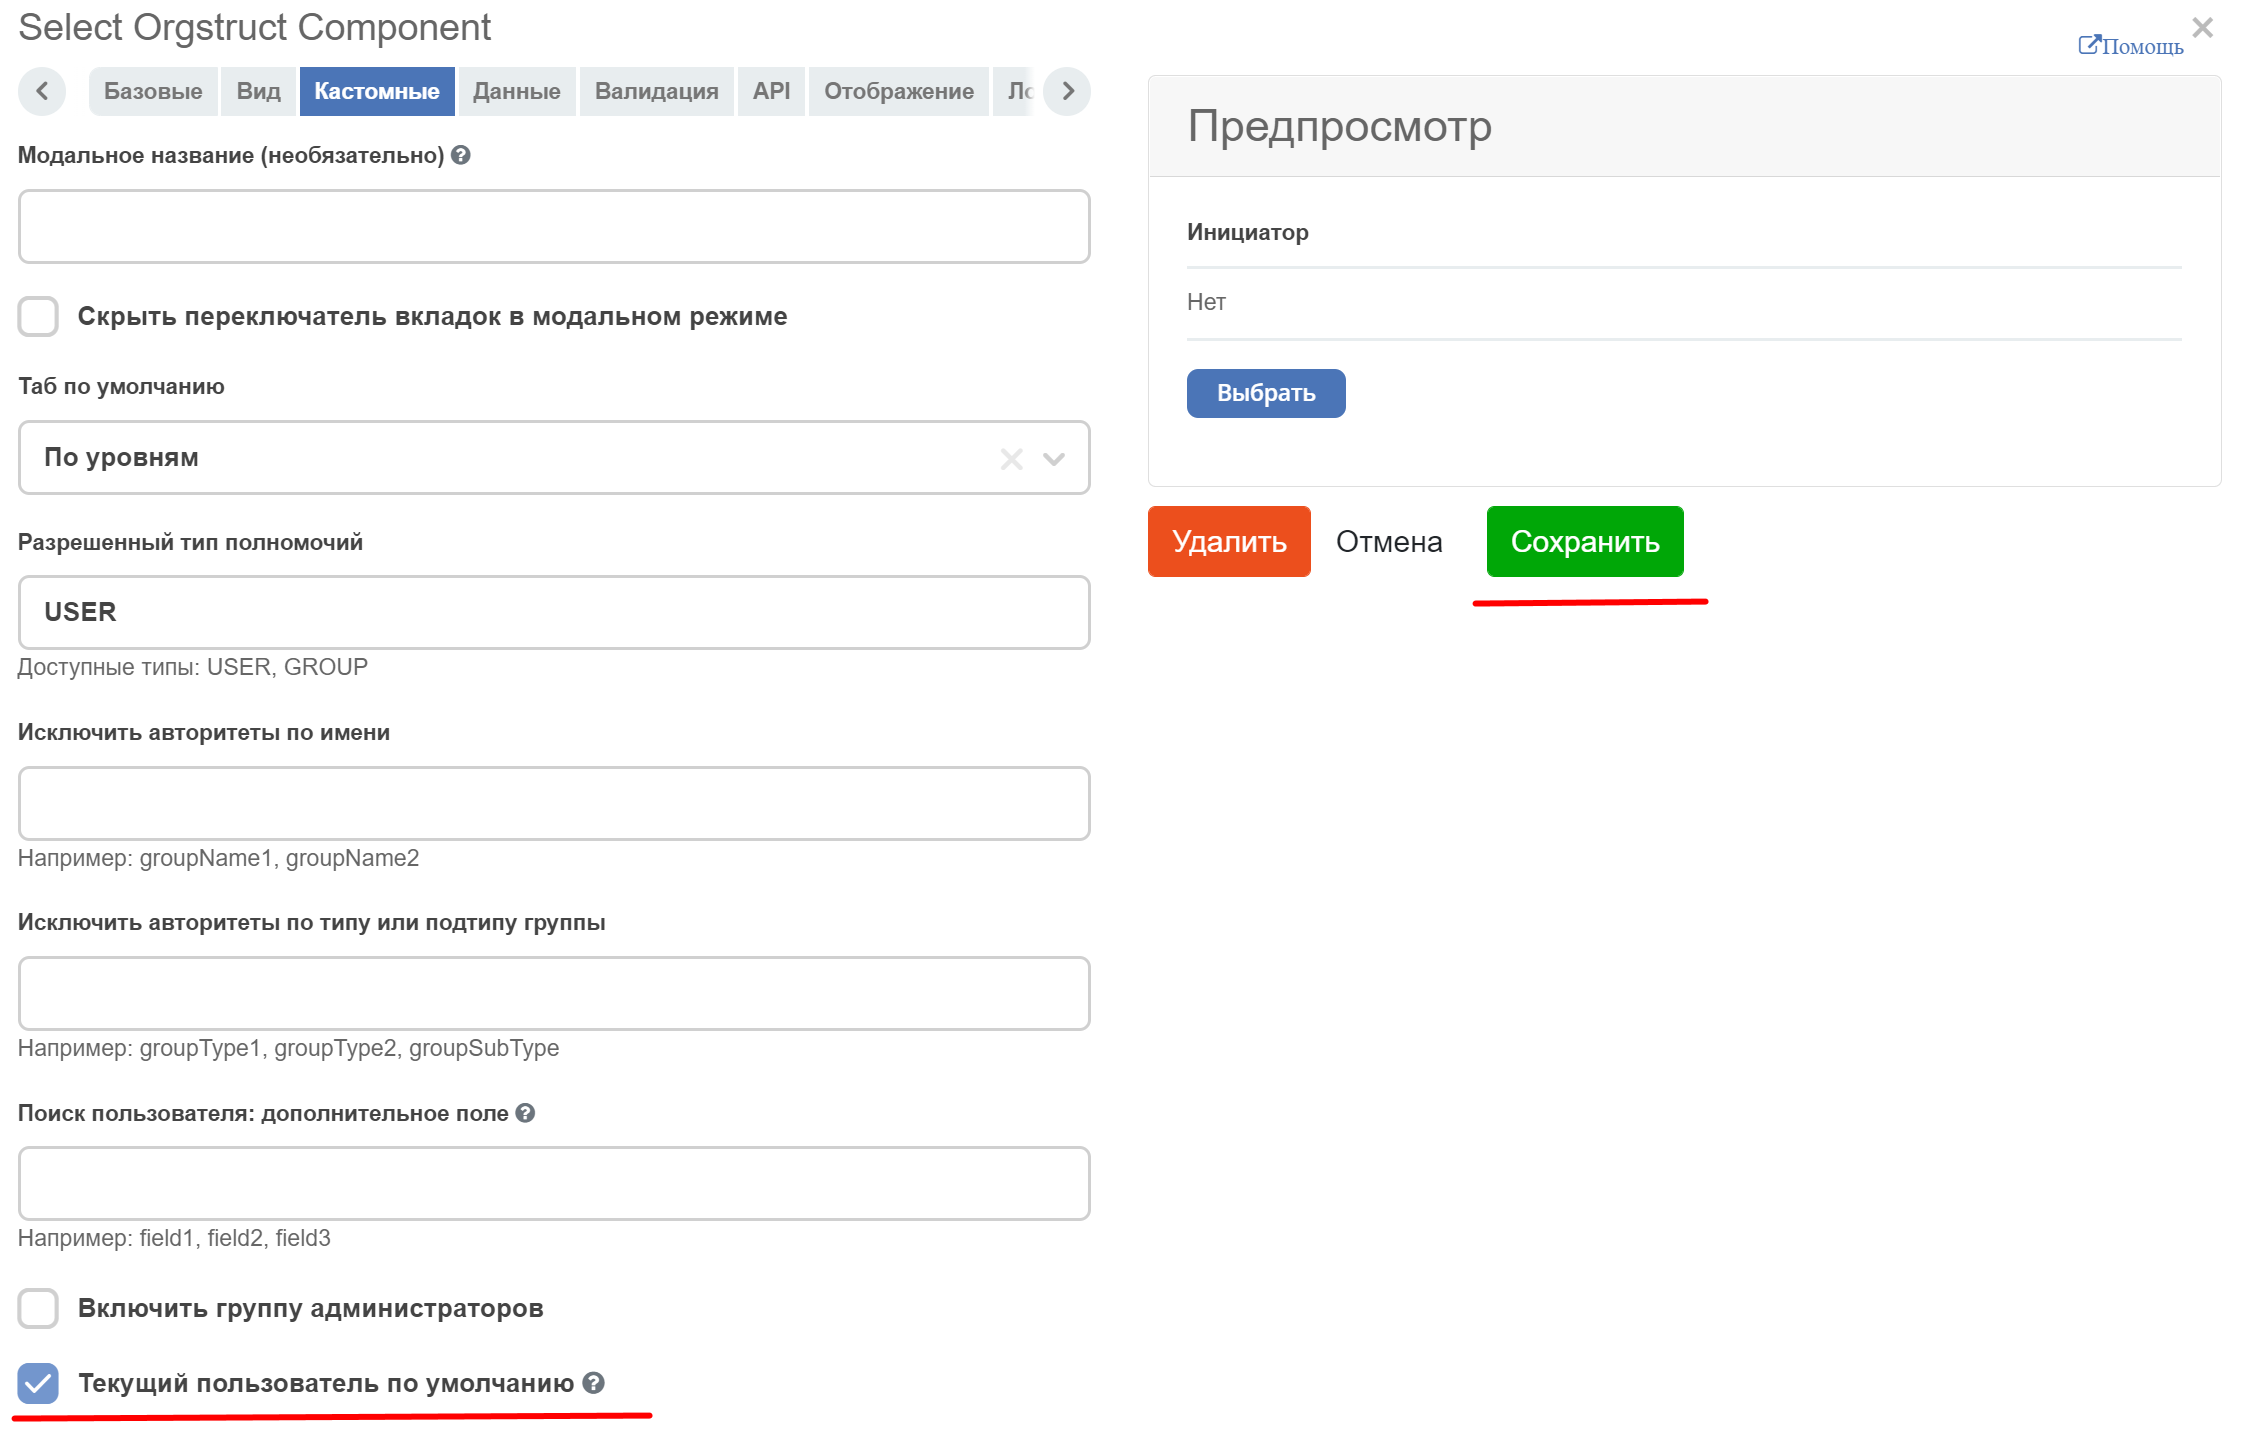 Select Orgstruct Component
Помощь
Базовые
Вид
Кастомные
Данные
Валидация
API
Отображение
Ло
Модальное название (необязательно)
Скрыть переключатель вкладок в модальном режиме
Таб по умолчанию
По уровням
Разрешенный тип полномочий
USER
Доступные типы: USER, GROUP
Исключить авторитеты по имени
Например: groupName1, groupName2
Исключить авторитеты по типу или подтипу группы
Например: groupType1, groupType2, groupSubType
Поиск пользователя: дополнительное поле
Например: field1, field2, field3
Включить группу администраторов
Текущий пользователь по умолчанию
Предпросмотр
Инициатор
Нет
Выбрать
Удалить
Отмена
Сохранить